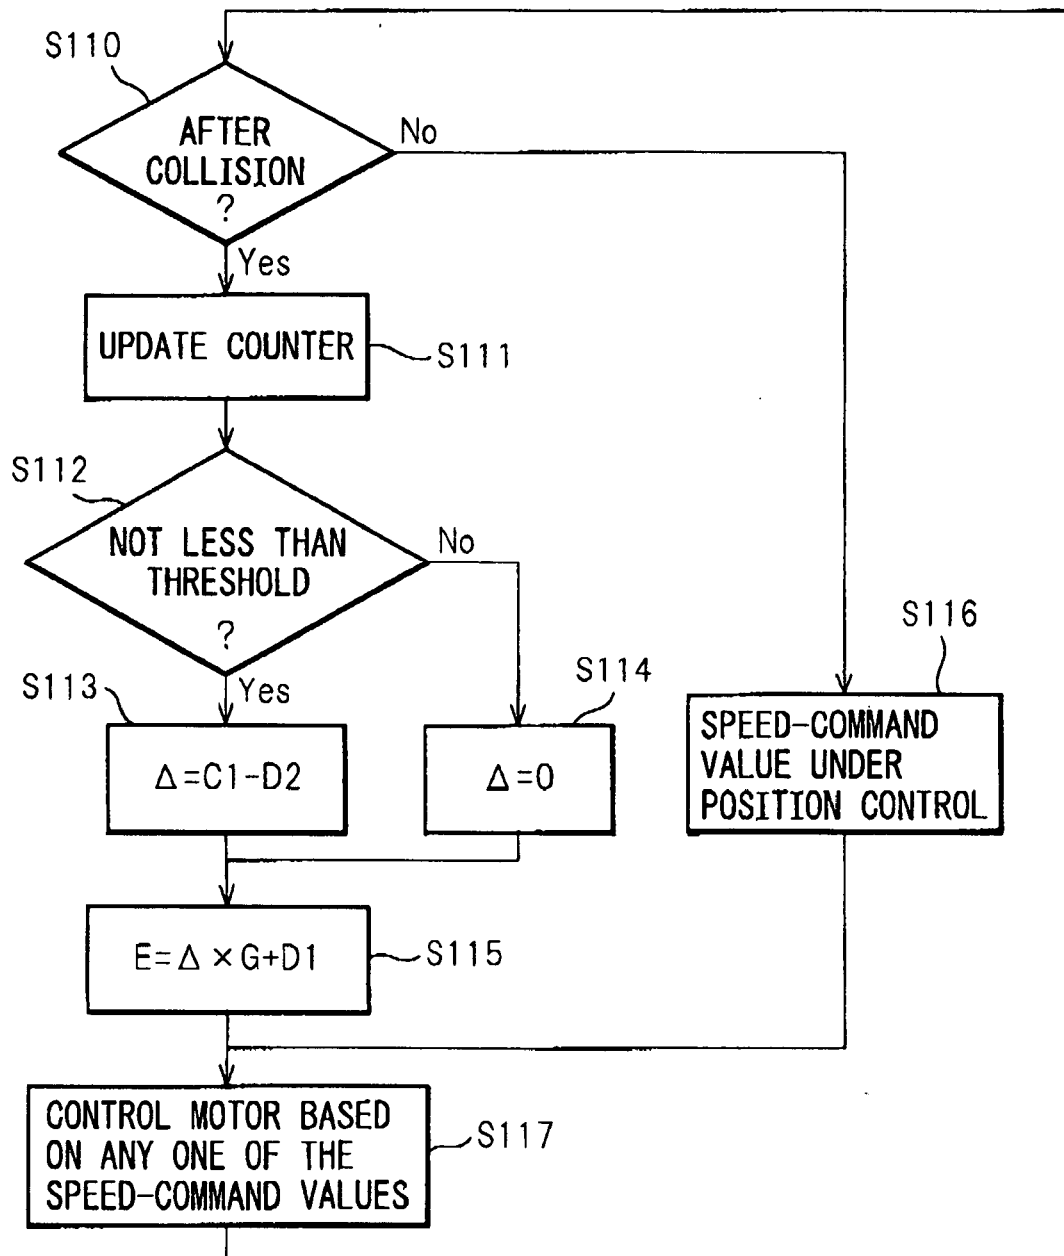 S110
AFTER
COLLISION
?
No
Yes
UPDATE COUNTER
S111
S112
NOT LESS THAN
THRESHOLD
?
No
Yes
S113
Δ=C1-D2
S114
Δ=0
S116
SPEED-COMMAND
VALUE UNDER
POSITION CONTROL
E=Δ×G+D1
S115
CONTROL MOTOR BASED
ON ANY ONE OF THE
SPEED-COMMAND VALUES
S117